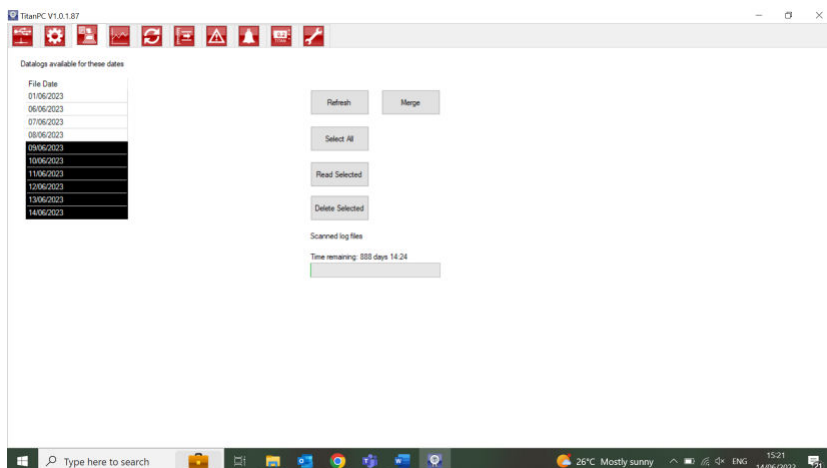 TitanPC V1.0.1.87
Datalogs available for these dates
File Date
01/06/2023
06/06/2023
07/06/2023
08/06/2023
09/06/2023
10/06/2023
11/06/2023
12/06/2023
13/06/2023
14/06/2023
Refresh
Merge
Select All
Read Selected
Delete Selected
Scanned log files
Time remaining: 888 days 14:24
Type here to search
26°C Mostly sunny
ENG
15:21